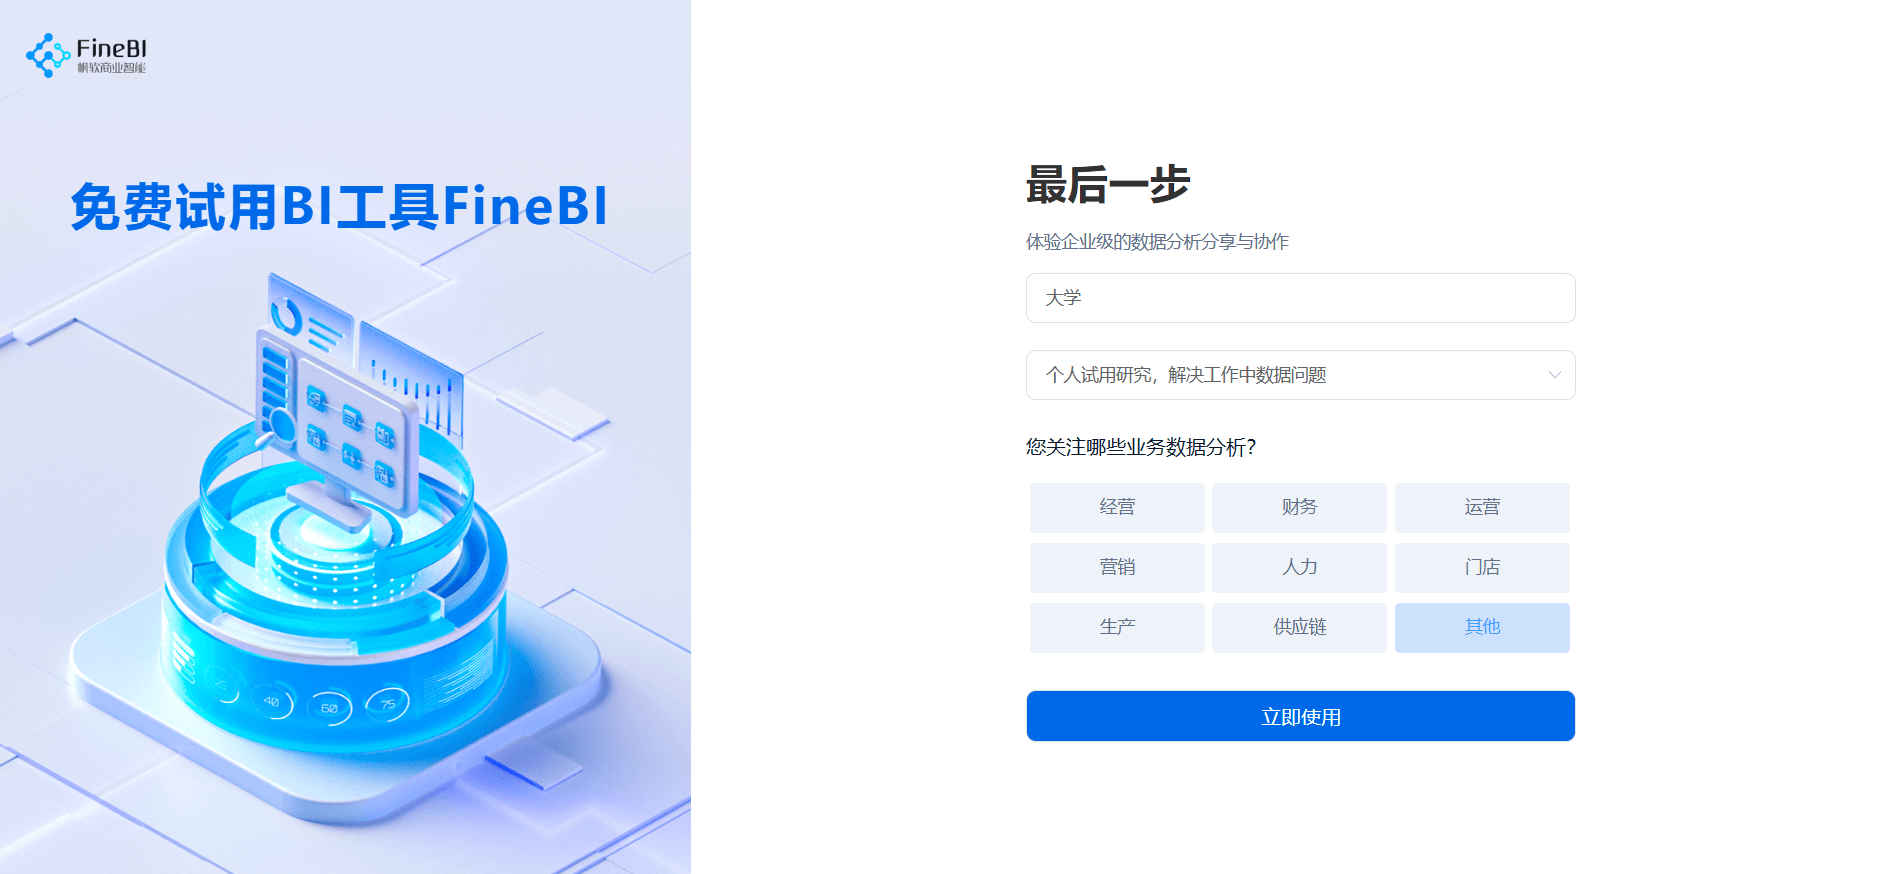 FineBI
帆软商业智能
免费试用BI工具FineBI
40
60
75
最后一步
体验企业级的数据分析分享与协作
大学
个人试用研究，解决工作中数据问题
您关注哪些业务数据分析？
经营 财务 运营
营销 人力 门店
生产 供应链 其他
立即使用